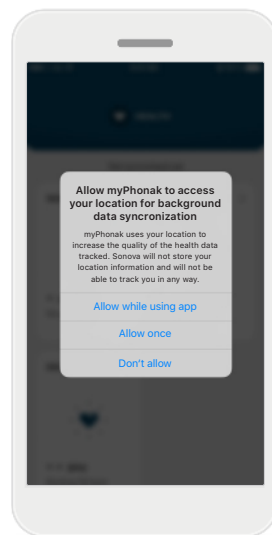 HEALTH
Allow myPhonak to access
your location for background
data syncronization
myPhonak uses your location to
increase the quality of the health data
tracked. Sonova will not store your
location information and will not be
able to track you in any way.
Allow while using app
Allow once
Don't allow